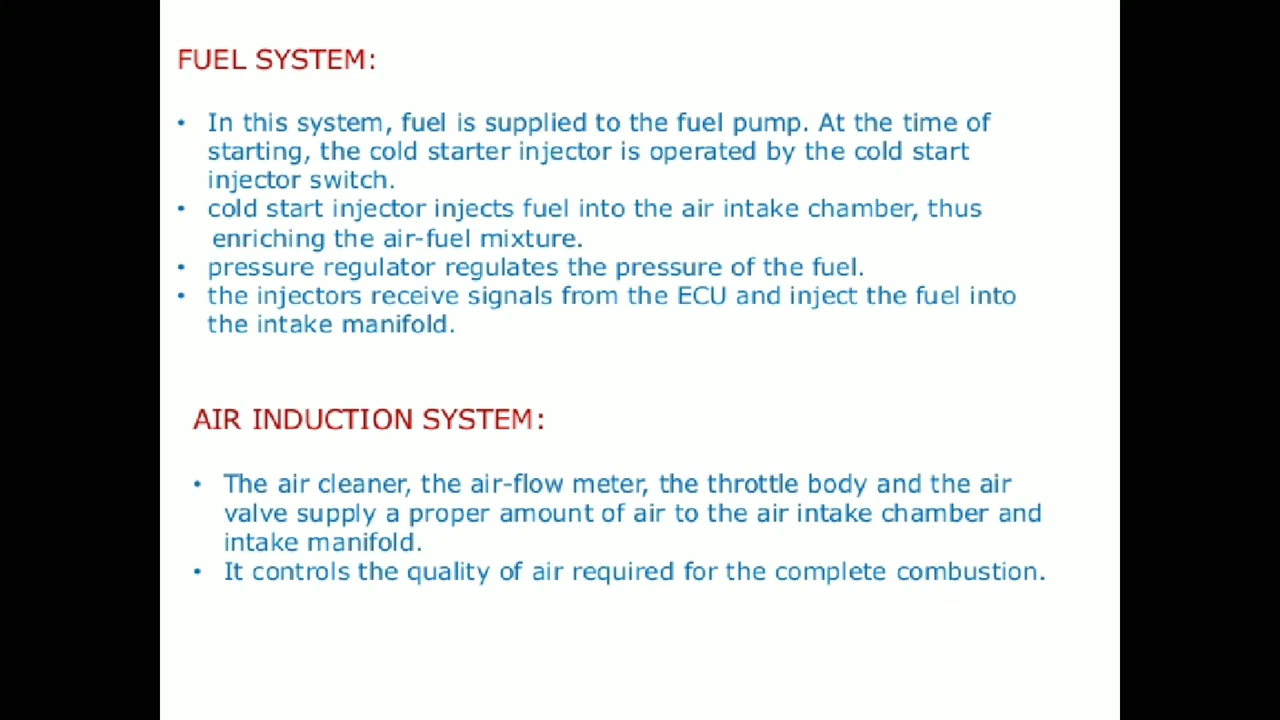 FUEL SYSTEM:
• In this system, fuel is supplied to the fuel pump. At the time of
starting, the cold starter injector is operated by the cold start
injector switch.
• cold start injector injects fuel into the air intake chamber, thus
enriching the air-fuel mixture.
• pressure regulator regulates the pressure of the fuel.
• the injectors receive signals from the ECU and inject the fuel into
the intake manifold.
AIR INDUCTION SYSTEM:
• The air cleaner, the air-flow meter, the throttle body and the air
valve supply a proper amount of air to the air intake chamber and
intake manifold.
• It controls the quality of air required for the complete combustion.